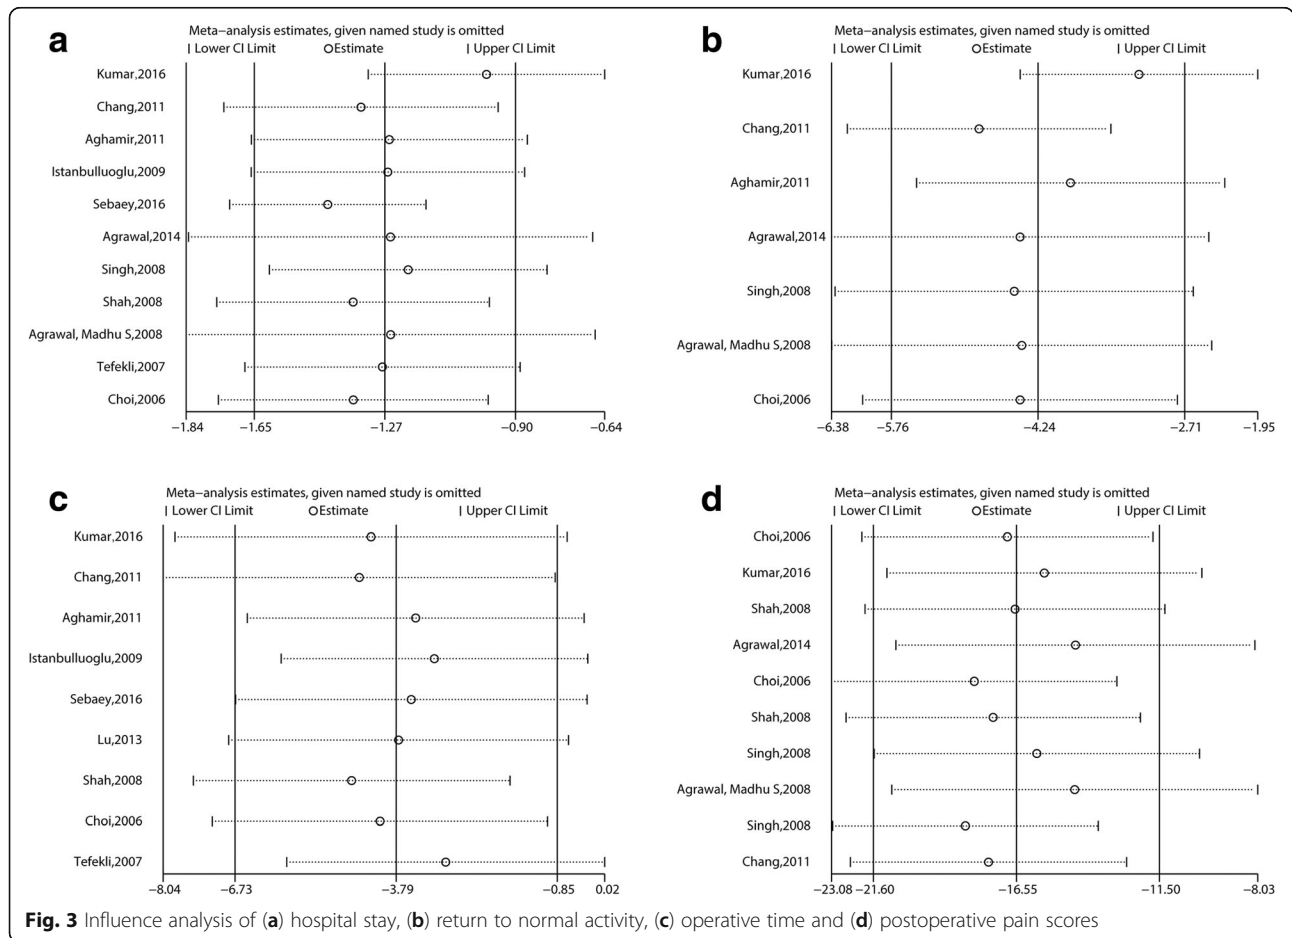 a
Meta−analysis estimates, given named study is omitted
| Lower CI Limit O Estimate | Upper CI Limit
Kumar,2016
Chang,2011
Aghamir,2011
Istanbulluoglu,2009
Sebaey,2016
Agrawal,2014
Singh,2008
Shah,2008
Agrawal, Madhu S,2008
Tefekli,2007
Choi,2006
−1.84 −1.65 −1.27 −0.90 −0.64
b
Meta−analysis estimates, given named study is omitted
| Lower CI Limit O Estimate | Upper CI Limit
Kumar,2016
Chang,2011
Aghamir,2011
Agrawal,2014
Singh,2008
Agrawal, Madhu S,2008
Choi,2006
−6.38 −5.76 −4.24 −2.71 −1.95
c
Meta−analysis estimates, given named study is omitted
| Lower CI Limit O Estimate | Upper CI Limit
Kumar,2016
Chang,2011
Aghamir,2011
Istanbulluoglu,2009
Sebaey,2016
Lu,2013
Shah,2008
Choi,2006
Tefekli,2007
−8.04 −6.73 −3.79 −0.85 0.02
d
Meta−analysis estimates, given named study is omitted
| Lower CI Limit O Estimate | Upper CI Limit
Choi,2006
Kumar,2016
Shah,2008
Agrawal,2014
Choi,2006
Shah,2008
Singh,2008
Agrawal, Madhu S,2008
Singh,2008
Chang,2011
−23.08 −21.60 −16.55 −11.50 −8.03
Fig. 3 Influence analysis of (a) hospital stay, (b) return to normal activity, (c) operative time and (d) postoperative pain scores